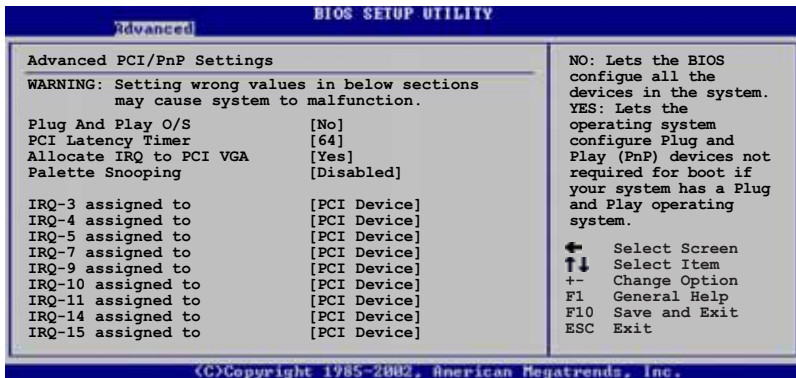 BIOS SETUP UTILITY
Advanced
Advanced PCI/PnP Settings
WARNING: Setting wrong values in below sections
may cause system to malfunction.
Plug And Play O/S [No]
PCI Latency Timer [64]
Allocate IRQ to PCI VGA [Yes]
Palette Snooping [Disabled]
IRQ-3 assigned to [PCI Device]
IRQ-4 assigned to [PCI Device]
IRQ-5 assigned to [PCI Device]
IRQ-7 assigned to [PCI Device]
IRQ-9 assigned to [PCI Device]
IRQ-10 assigned to [PCI Device]
IRQ-11 assigned to [PCI Device]
IRQ-14 assigned to [PCI Device]
IRQ-15 assigned to [PCI Device]
NO: Lets the BIOS
configue all the
devices in the system.
YES: Lets the
operating system
configure Plug and
Play (PnP) devices not
required for boot if
your system has a Plug
and Play operating
system.
← Select Screen
↑↓ Select Item
+- Change Option
F1 General Help
F10 Save and Exit
ESC Exit
(C)Copyright 1985-2002, American Megatrends, Inc.